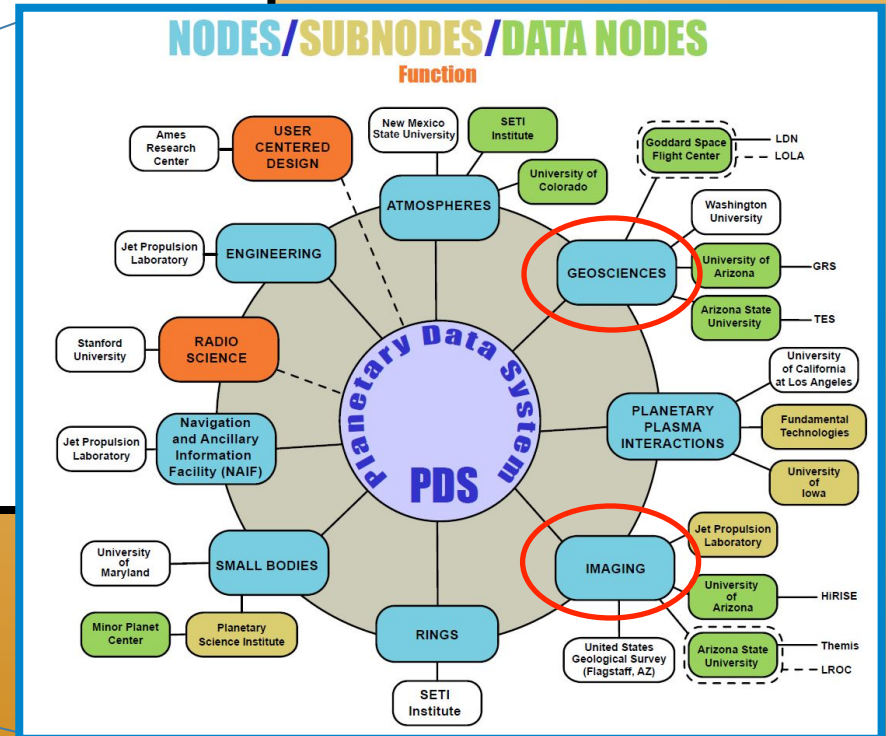 NODES/SUBNODES/DATA NODES
Function
Ames
Research
Center
USER
CENTERED
DESIGN
New Mexico
State University
SETI
Institute
University of
Colorado
ATMOSPHERES
Goddard Space
Flight Center
LDN
LOLA
Washington
University
GEOSCIENCES
University of
Arizona
GRS
Arizona State
University
TES
Jet Propulsion
Laboratory
ENGINEERING
Stanford
University
RADIO
SCIENCE
Jet Propulsion
Laboratory
Navigation
and Ancillary
Information
Facility (NAIF)
Planetary Data System
PDS
University
of California
at Los Angeles
PLANETARY
PLASMA
INTERACTIONS
Fundamental
Technologies
University
of
Iowa
University
of
Maryland
SMALL BODIES
Minor Planet
Center
Planetary
Science Institute
RINGS
SETI
Institute
IMAGING
Jet Propulsion
Laboratory
University
of
Arizona
HiRISE
United States
Geological Survey
(Flagstaff, AZ)
Arizona State
University
Themis
LROC